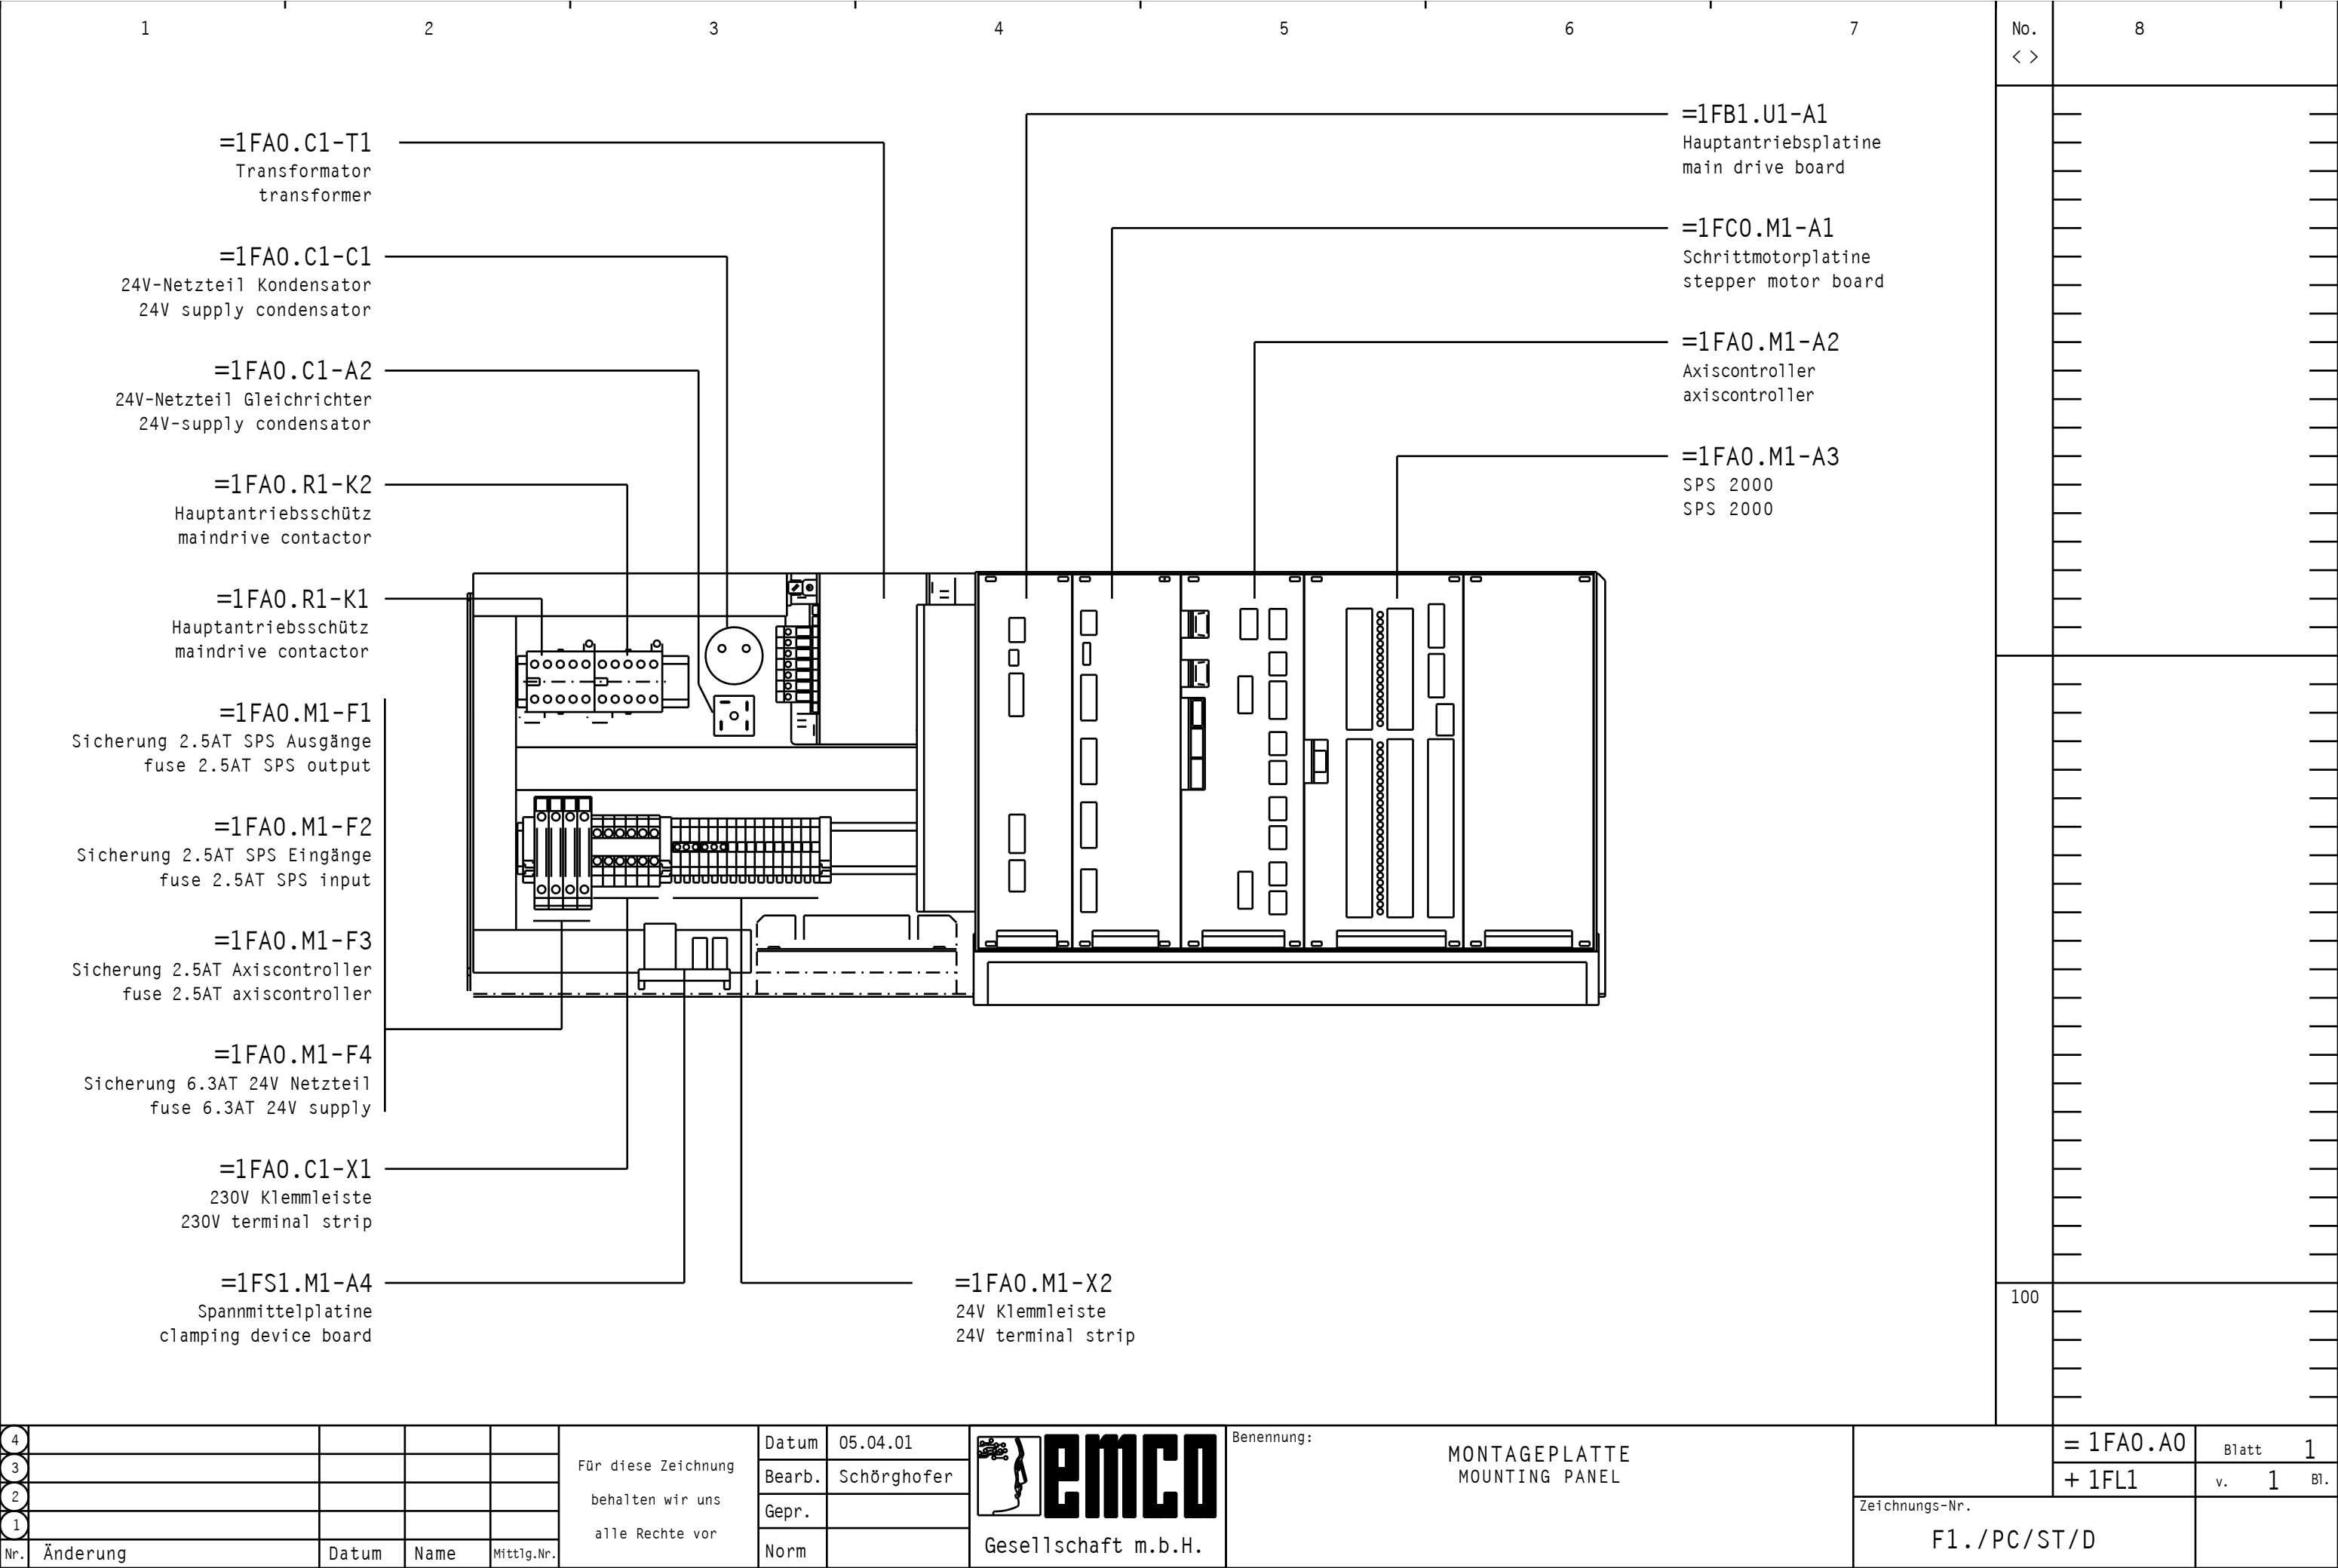 1 2 3 4 5 6 7 No. 8
< >
=1FA0.C1-T1
Transformator
transformer
=1FA0.C1-C1
24V-Netzteil Kondensator
24V supply condensator
=1FA0.C1-A2
24V-Netzteil Gleichrichter
24V-supply condensator
=1FA0.R1-K2
Hauptantriebsschütz
maindrive contactor
=1FA0.R1-K1
Hauptantriebsschütz
maindrive contactor
=1FA0.M1-F1
Sicherung 2.5AT SPS Ausgänge
fuse 2.5AT SPS output
=1FA0.M1-F2
Sicherung 2.5AT SPS Eingänge
fuse 2.5AT SPS input
=1FA0.M1-F3
Sicherung 2.5AT Axiscontroller
fuse 2.5AT axiscontroller
=1FA0.M1-F4
Sicherung 6.3AT 24V Netzteil
fuse 6.3AT 24V supply
=1FA0.C1-X1
230V Klemmleiste
230V terminal strip
=1FS1.M1-A4
Spannmittelplatine
clamping device board
=1FA0.M1-X2
24V Klemmleiste
24V terminal strip
=1FB1.U1-A1
Hauptantriebsplatine
main drive board
=1FC0.M1-A1
Schrittmotorplatine
stepper motor board
=1FA0.M1-A2
Axiscontroller
axiscontroller
=1FA0.M1-A3
SPS 2000
SPS 2000
100
4
3
2
1
Nr. Änderung Datum Name Mittlg.Nr.
Für diese Zeichnung
behalten wir uns
alle Rechte vor
Datum 05.04.01
Bearb. Schörghofer
Gepr.
Norm
emco
Gesellschaft m.b.H.
Benennung:
MONTAGEPLATTE
MOUNTING PANEL
= 1FA0.A0 Blatt 1
+ 1FL1 v. 1 Bl.
Zeichnungs-Nr.
F1./PC/ST/D